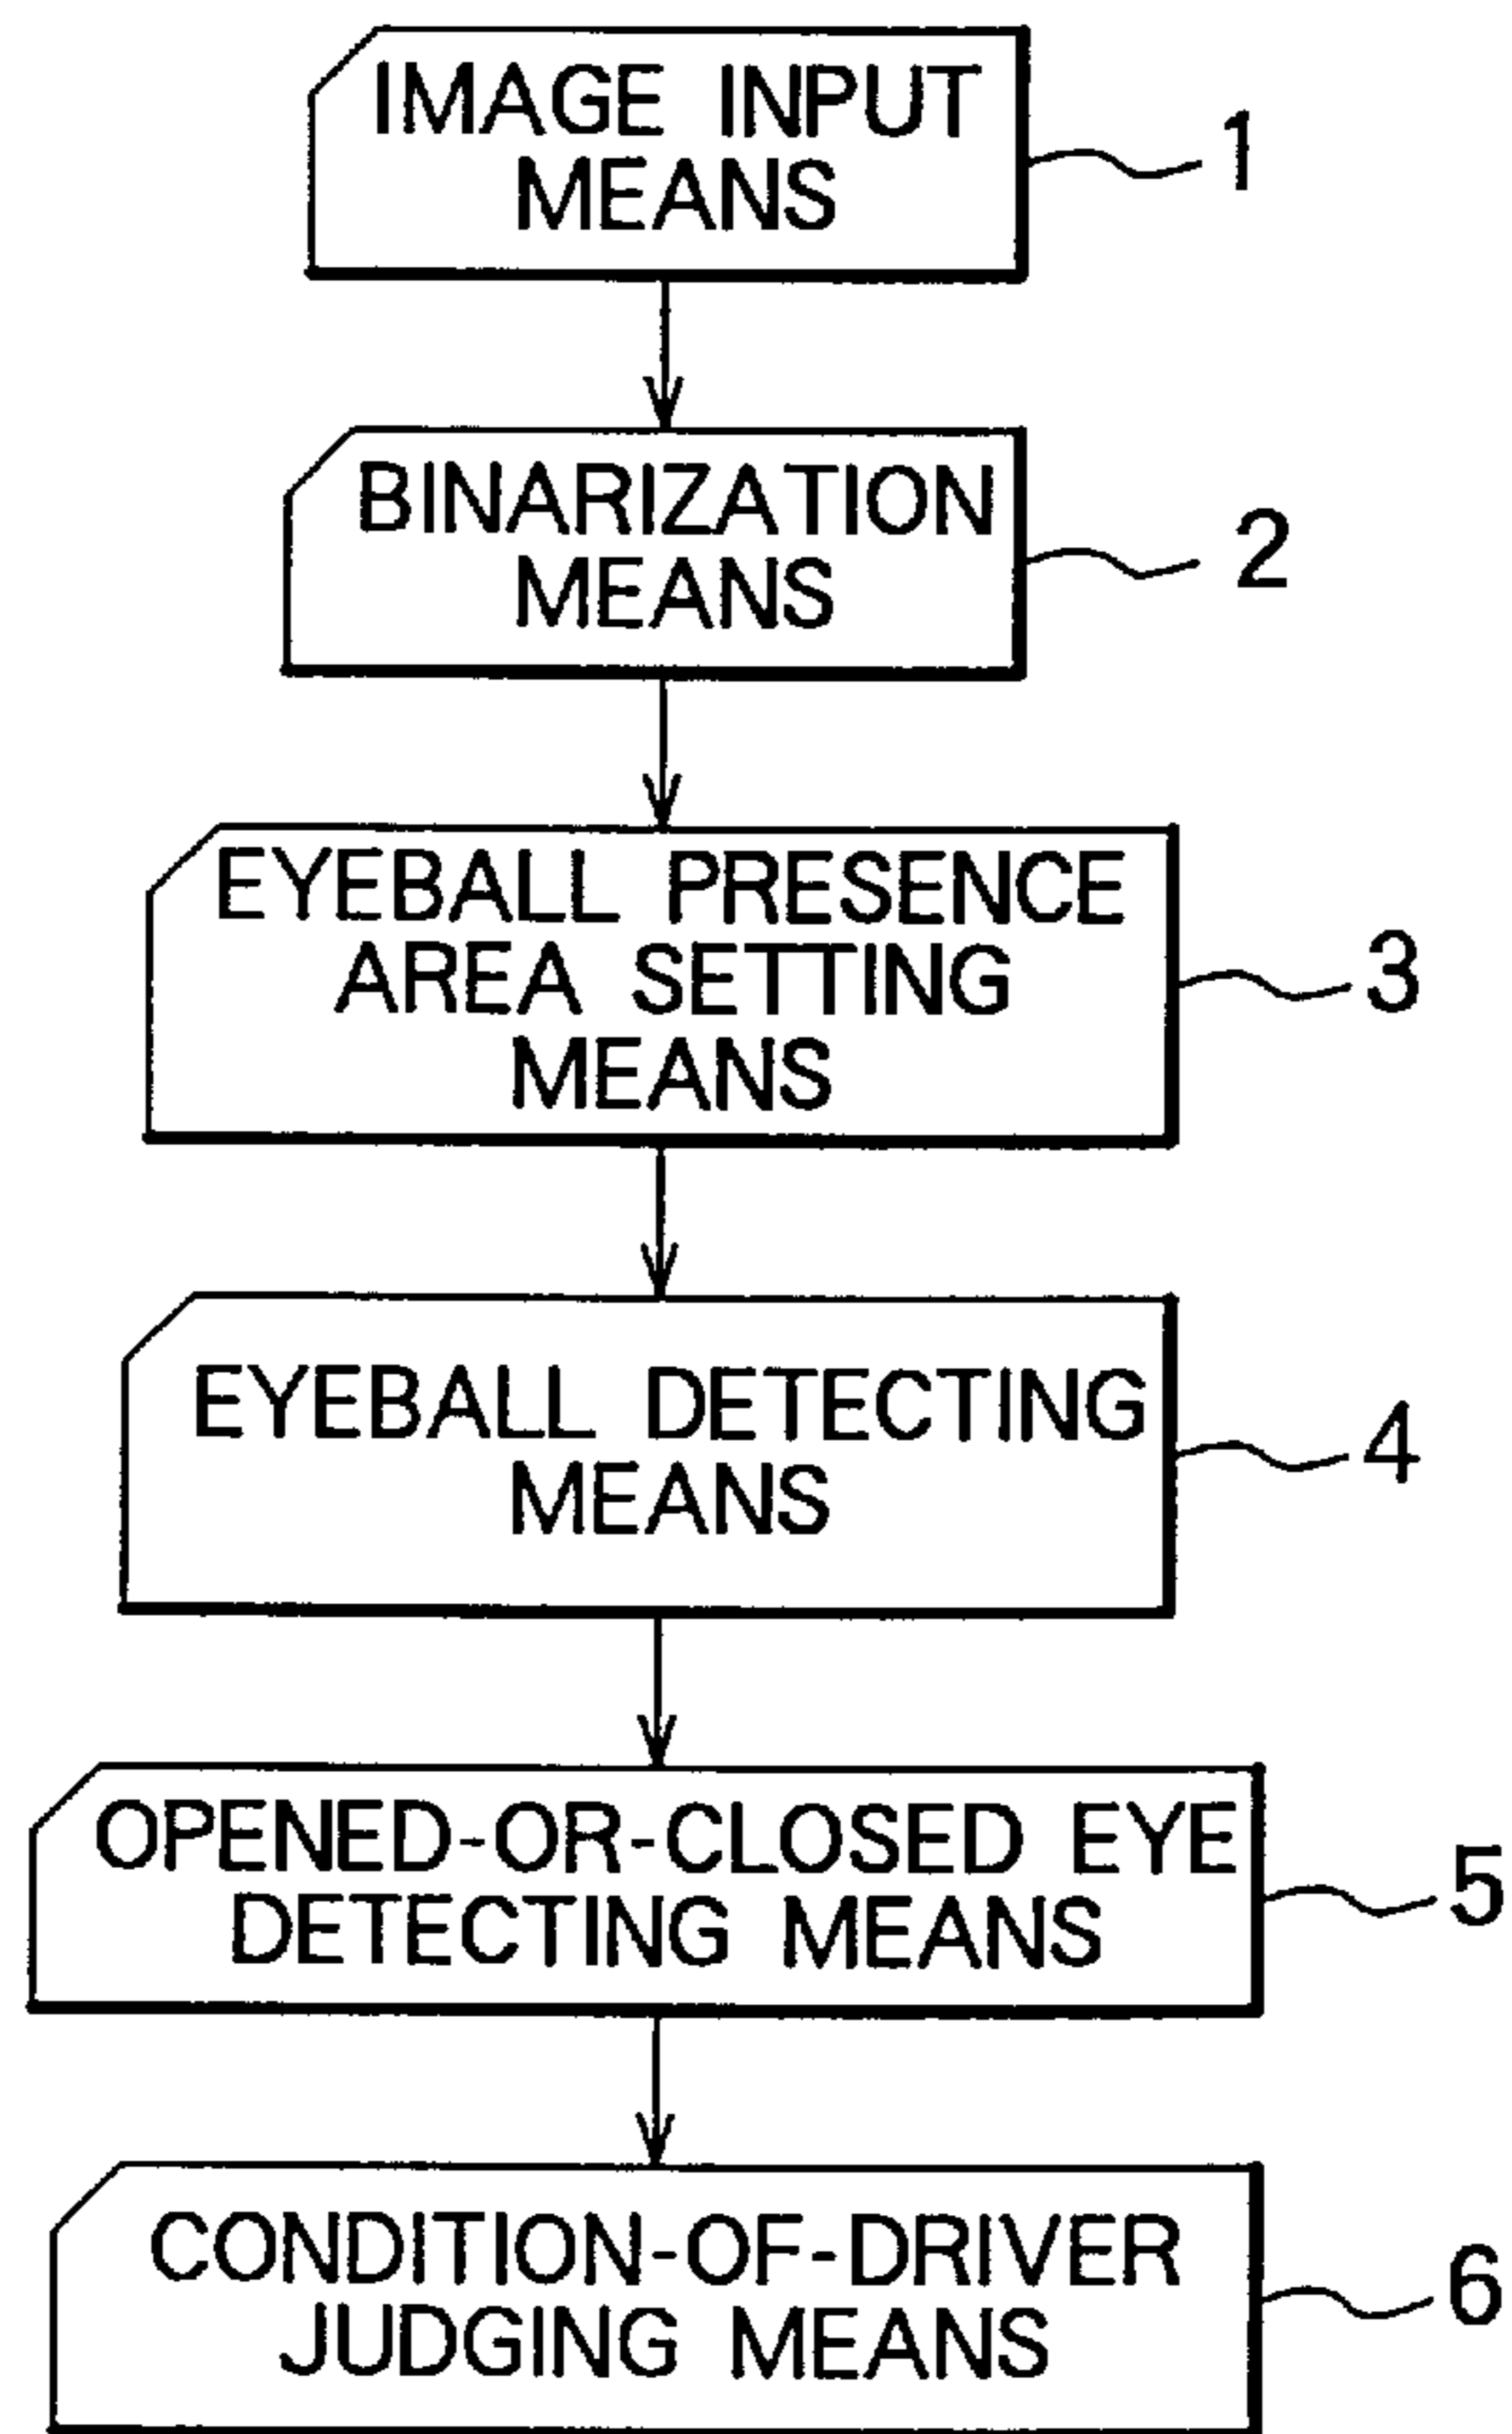 IMAGE INPUT
MEANS
1
BINARIZATION
MEANS
2
EYEBALL PRESENCE
AREA SETTING
MEANS
3
EYEBALL DETECTING
MEANS
4
OPENED-OR-CLOSED EYE
DETECTING MEANS
5
CONDITION-OF-DRIVER
JUDGING MEANS
6